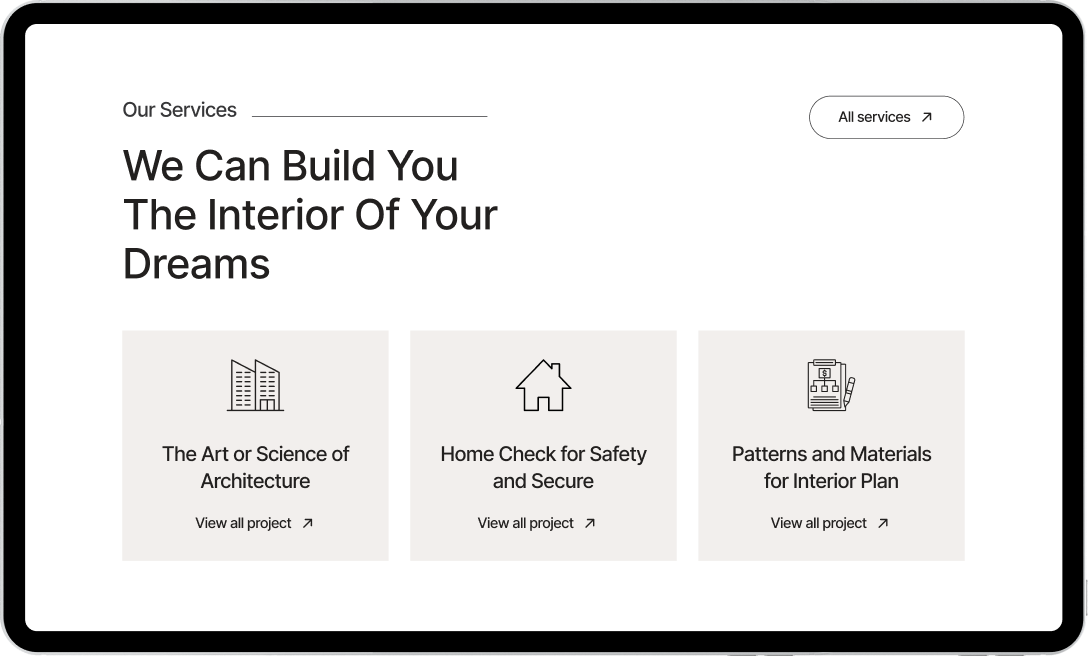 Our Services
All services
We Can Build You
The Interior Of Your
Dreams
$
The Art or Science of
Architecture
View all project
Home Check for Safety
and Secure
View all project
Patterns and Materials
for Interior Plan
View all project